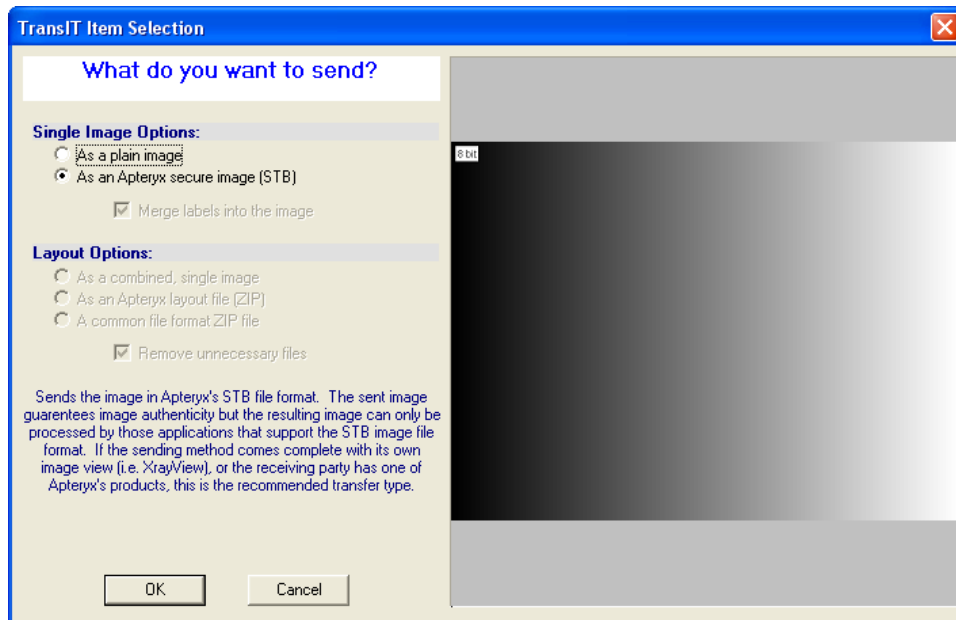 TransIT Item Selection
What do you want to send?
Single Image Options:
As a plain image
As an Apteryx secure image (STB)
Merge labels into the image
Layout Options:
As a combined, single image
As an Apteryx layout file (ZIP)
A common file format ZIP file
Remove unnecessary files
Sends the image in Apteryx's STB file format.  The sent image
guarentees image authenticity but the resulting image can only be
processed by those applications that support the STB image file
format.  If the sending method comes complete with its own
image view (i.e. XrayView), or the receiving party has one of
Apteryx's products, this is the recommended transfer type.
OK
Cancel
8 bit